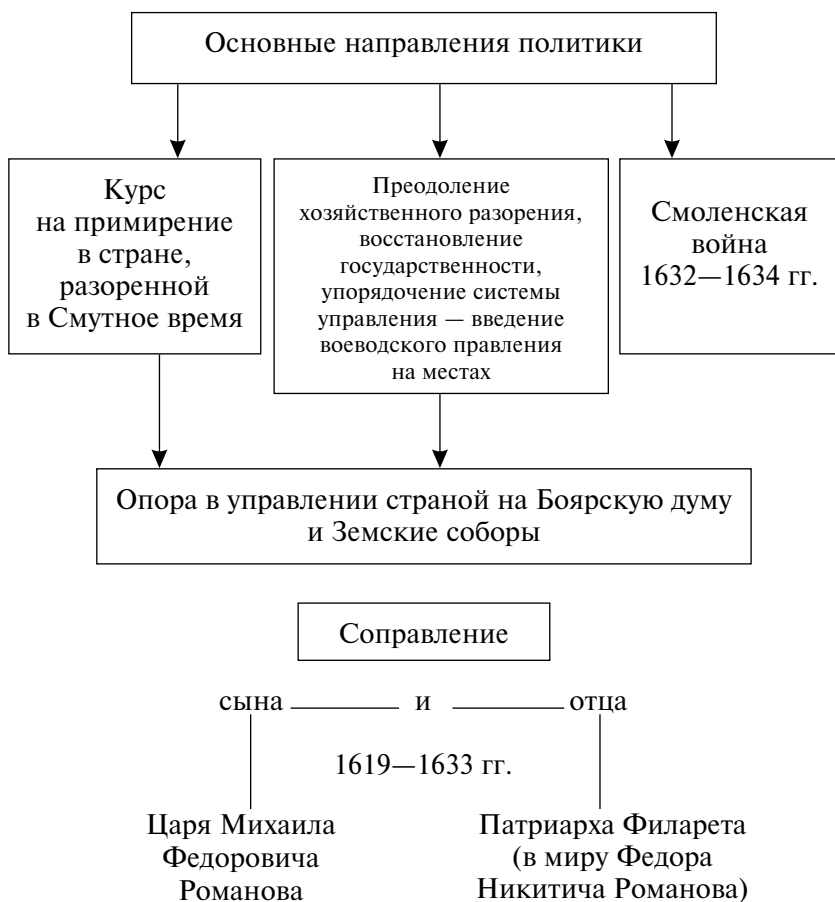 Основные направления политики
Курс
на примирение
в стране,
разоренной
в Смутное время
Преодоление
хозяйственного разорения,
восстановление
государственности,
упорядочение системы
управления — введение
воеводского правления
на местах
Смоленская
война
1632—1634 гг.
Опора в управлении страной на Боярскую думу
и Земские соборы
Соправление
сына и отца
1619—1633 гг.
Царя Михаила
Федоровича
Романова
Патриарха Филарета
(в миру Федора
Никитича Романова)